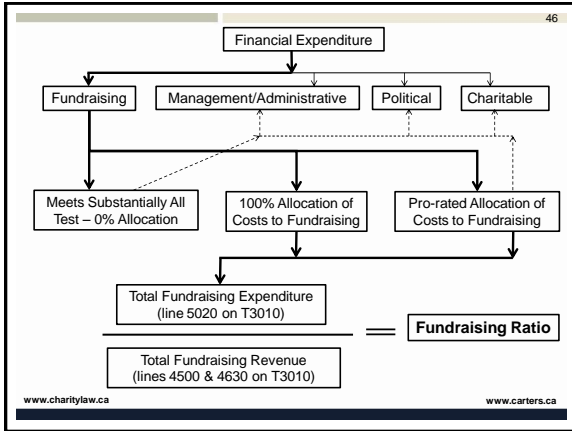 46
Financial Expenditure
Fundraising
Management/Administrative
Political
Charitable
Meets Substantially All
Test – 0% Allocation
100% Allocation of
Costs to Fundraising
Pro-rated Allocation of
Costs to Fundraising
Total Fundraising Expenditure
(line 5020 on T3010)
=
Fundraising Ratio
Total Fundraising Revenue
(lines 4500 & 4630 on T3010)
www.charitylaw.ca
www.carters.ca